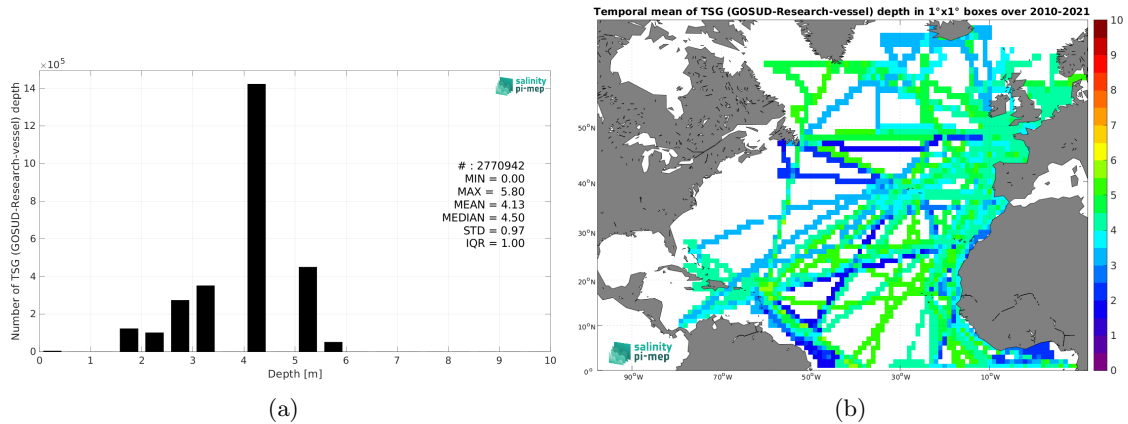 ×10⁵
14
12
10
8
6
4
2
0
Number of TSG (GOSUD-Research-vessel) depth
salinity
pi-mep
# : 2770942
MIN = 0.00
MAX = 5.80
MEAN = 4.13
MEDIAN = 4.50
STD = 0.97
IQR = 1.00
0 1 2 3 4 5 6 7 8 9 10
Depth [m]
(a)
Temporal mean of TSG (GOSUD-Research-vessel) depth in 1°x1° boxes over 2010-2021
50°N
40°N
30°N
20°N
10°N
0°
90°W 70°W 50°W 30°W 10°W
salinity
pi-mep
10
9
8
7
6
5
4
3
2
1
0
(b)